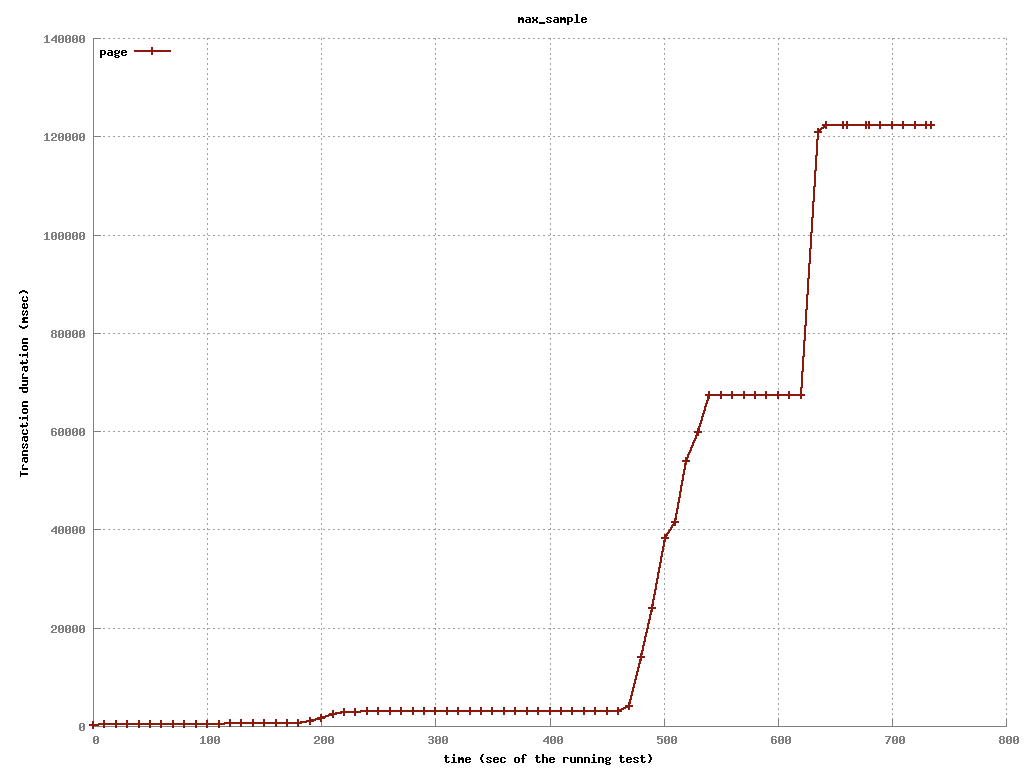 max_sample
page
140000
120000
100000
80000
60000
40000
20000
0
Transaction duration (msec)
0 100 200 300 400 500 600 700 800
time (sec of the running test)